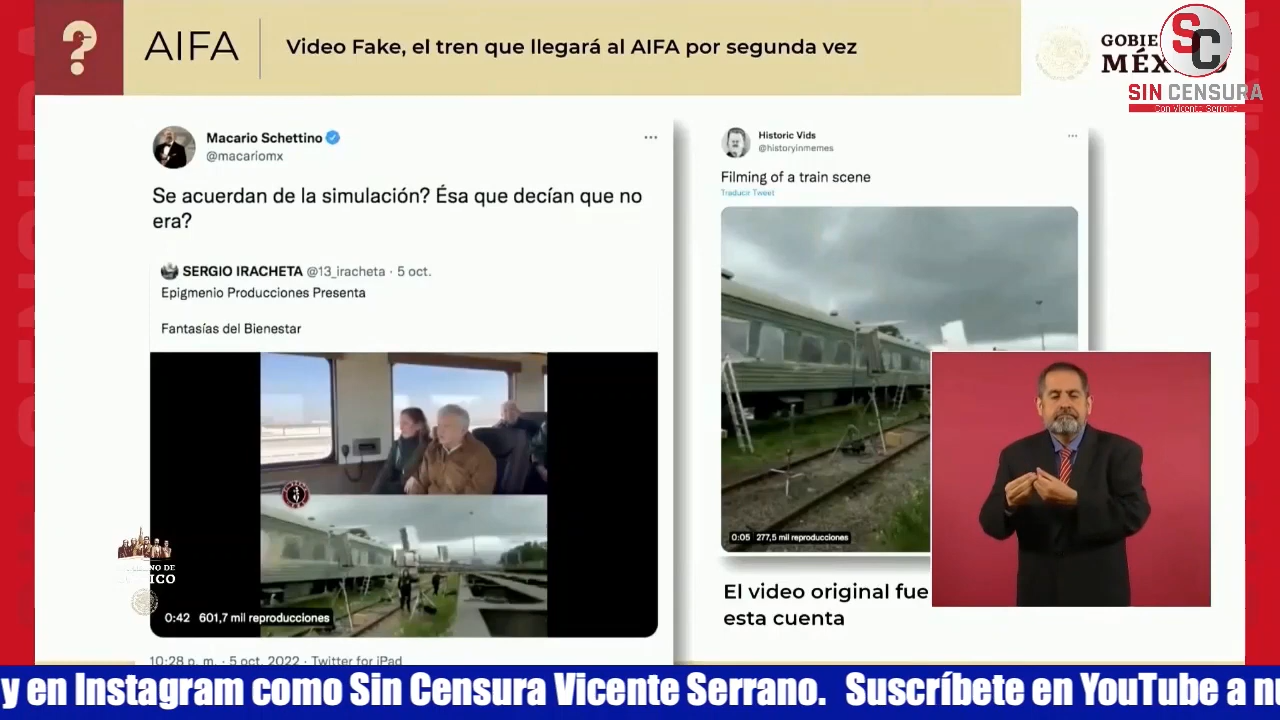 ?
AIFA
Video Fake, el tren que llegará al AIFA por segunda vez
SC
SIN CENSURA
Con Vicente Serrano
Macario Schettino
@macariomx
Se acuerdan de la simulación? Ésa que decían que no
era?
SERGIO IRACHETA @13_iracheta · 5 oct.
Epigmenio Producciones Presenta
Fantasías del Bienestar
0:42 601,7 mil reproducciones
10:28 p. m. · 5 oct. 2022 · Twitter for iPad
Historic Vids
@historyinmemes
Filming of a train scene
Traducir Tweet
0:05 277,5 mil reproducciones
El video original fue
esta cuenta
y en Instagram como Sin Censura Vicente Serrano. Suscríbete en YouTube a nu